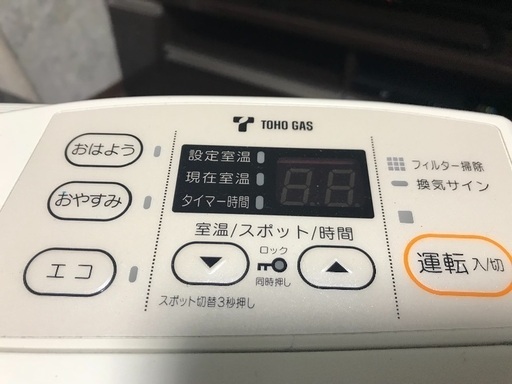 TOHO GAS
おはよう
おやすみ
エコ
設定室温
現在室温
タイマー時間
88
室温/スポット/時間
ロック
同時押し
スポット切替3秒押し
フィルター掃除
換気サイン
運転 入/切